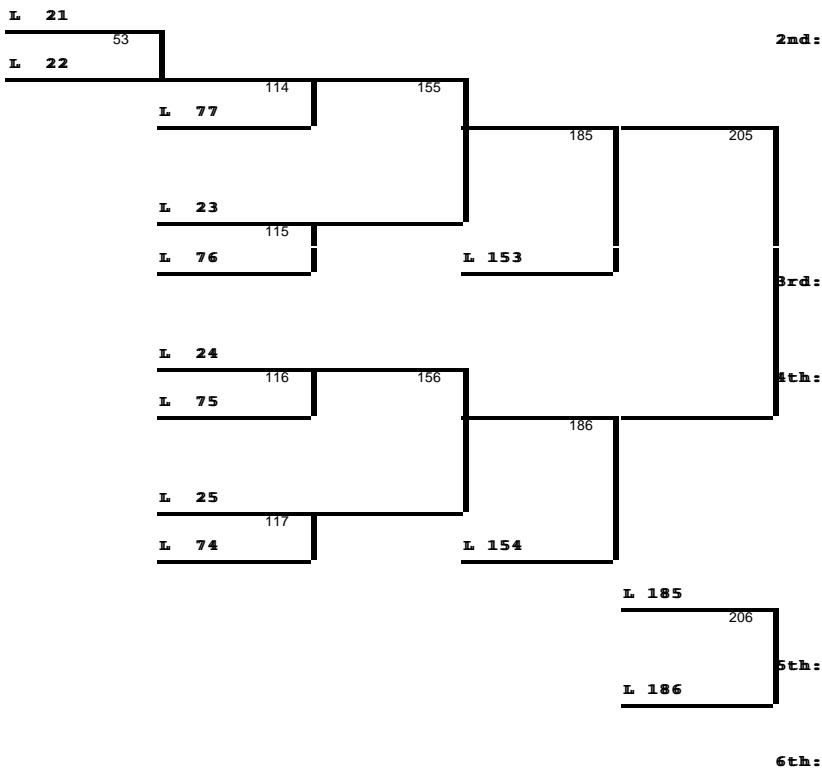 L 21
53
2nd:
L 22
114
155
L 77
185
205
L 23
115
L 76
L 153
3rd:
L 24
116
156
4th:
L 75
186
L 25
117
L 74
L 154
L 185
206
5th:
L 186
6th: